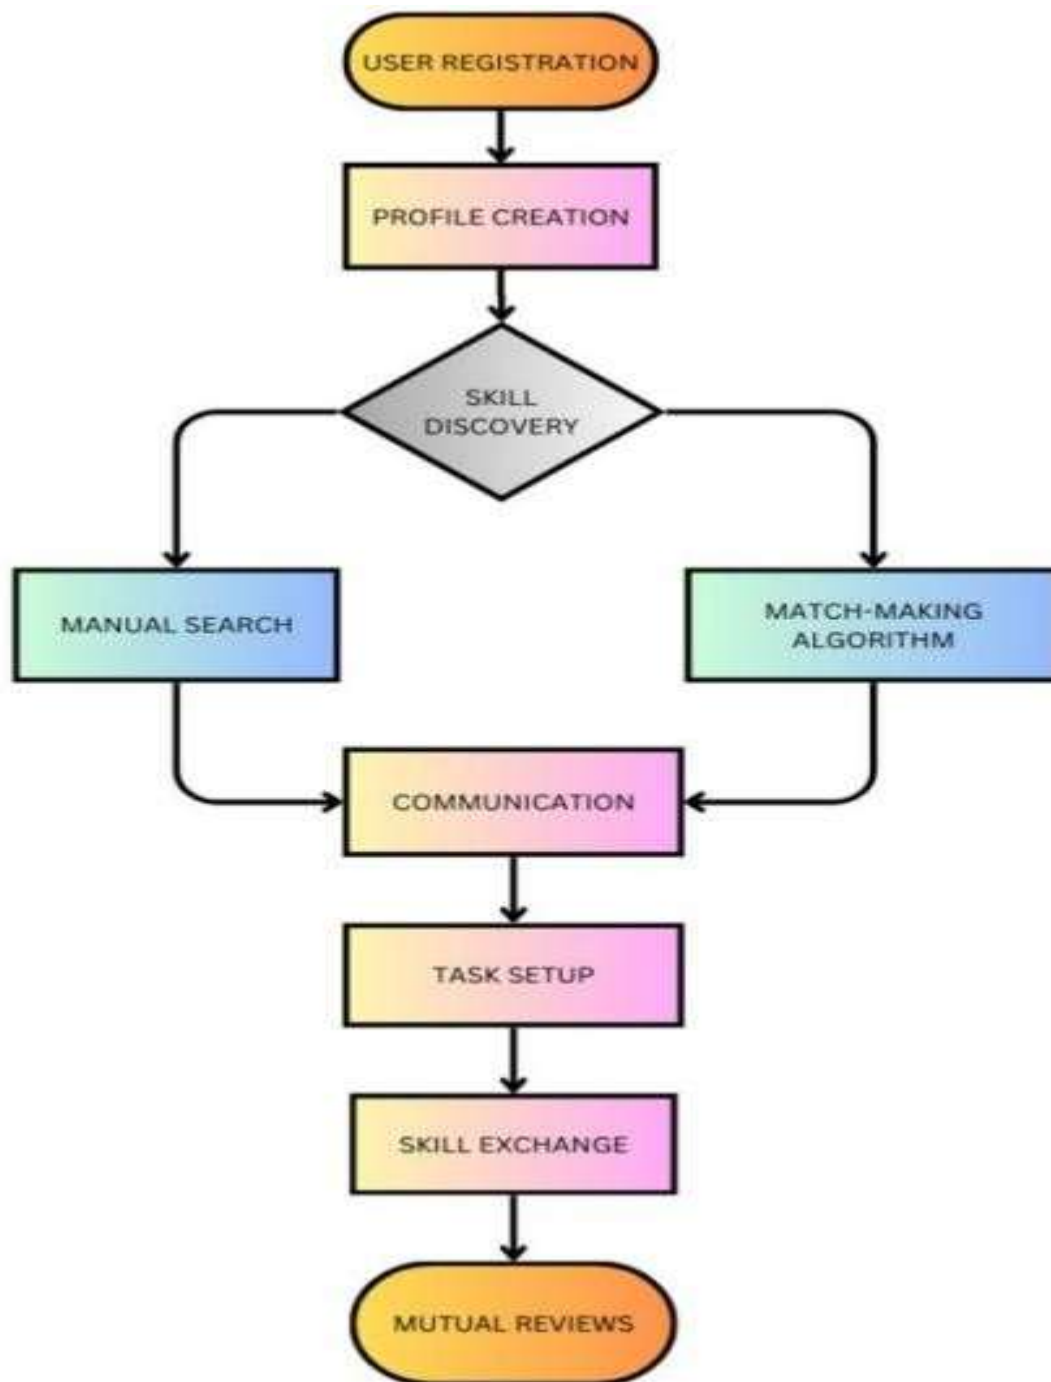 USER REGISTRATION
PROFILE CREATION
SKILL
DISCOVERY
MANUAL SEARCH
MATCH-MAKING
ALGORITHM
COMMUNICATION
TASK SETUP
SKILL EXCHANGE
MUTUAL REVIEWS